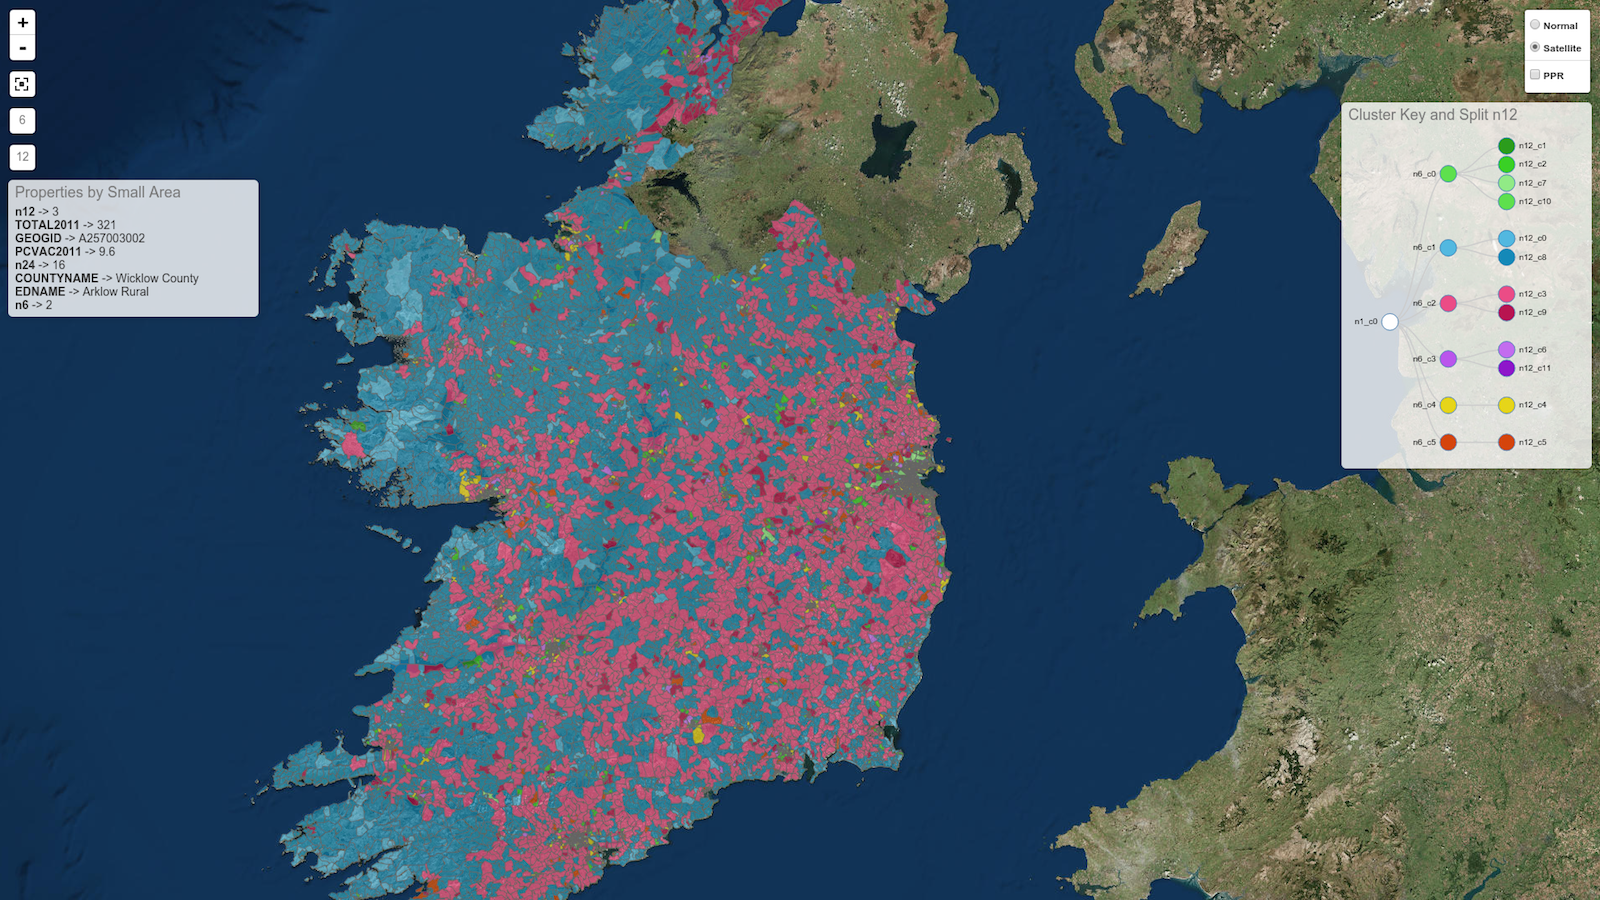 +
-
6
12
Properties by Small Area
n12 -> 3
TOTAL2011 -> 321
GEOGID -> A257003002
PCVAC2011 -> 9.6
n24 -> 16
COUNTYNAME -> Wicklow County
EDNAME -> Arklow Rural
n6 -> 2
Normal
Satellite
PPR
Cluster Key and Split n12
n1_c0
n6_c0
n12_c1
n12_c2
n12_c7
n12_c10
n6_c1
n12_c0
n12_c8
n6_c2
n12_c3
n12_c9
n6_c3
n12_c6
n12_c11
n6_c4
n12_c4
n6_c5
n12_c5